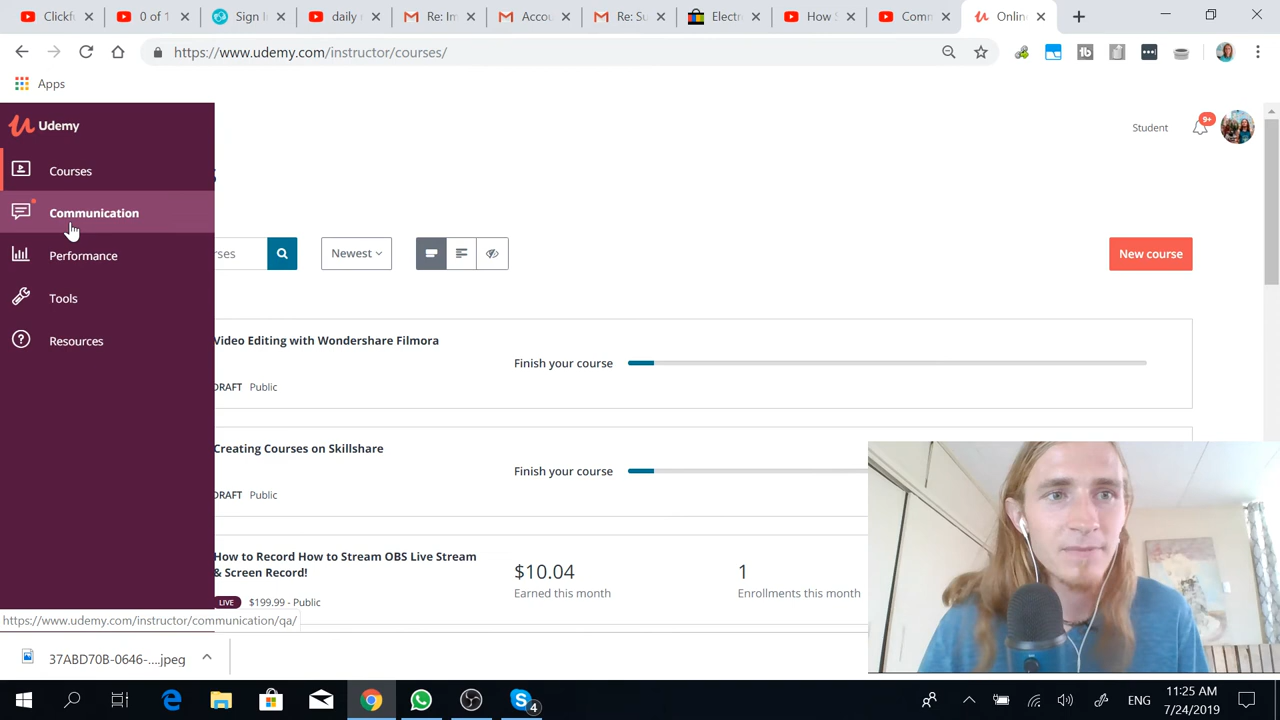 Clickf
0 of 1
Sign I
daily r
Re: Im
Accou
Re: Su
Electr
How S
Comm
Onlin
https://www.udemy.com/instructor/courses/
Apps
Udemy
Student
9+
Courses
Communication
Performance
Tools
Resources
rses
Newest
New course
Video Editing with Wondershare Filmora
DRAFT Public
Finish your course
Creating Courses on Skillshare
DRAFT Public
Finish your course
How to Record How to Stream OBS Live Stream
& Screen Record!
LIVE $199.99 - Public
$10.04
Earned this month
1
Enrollments this month
https://www.udemy.com/instructor/communication/qa/
37ABD70B-0646-....jpeg
4
ENG
11:25 AM
7/24/2019